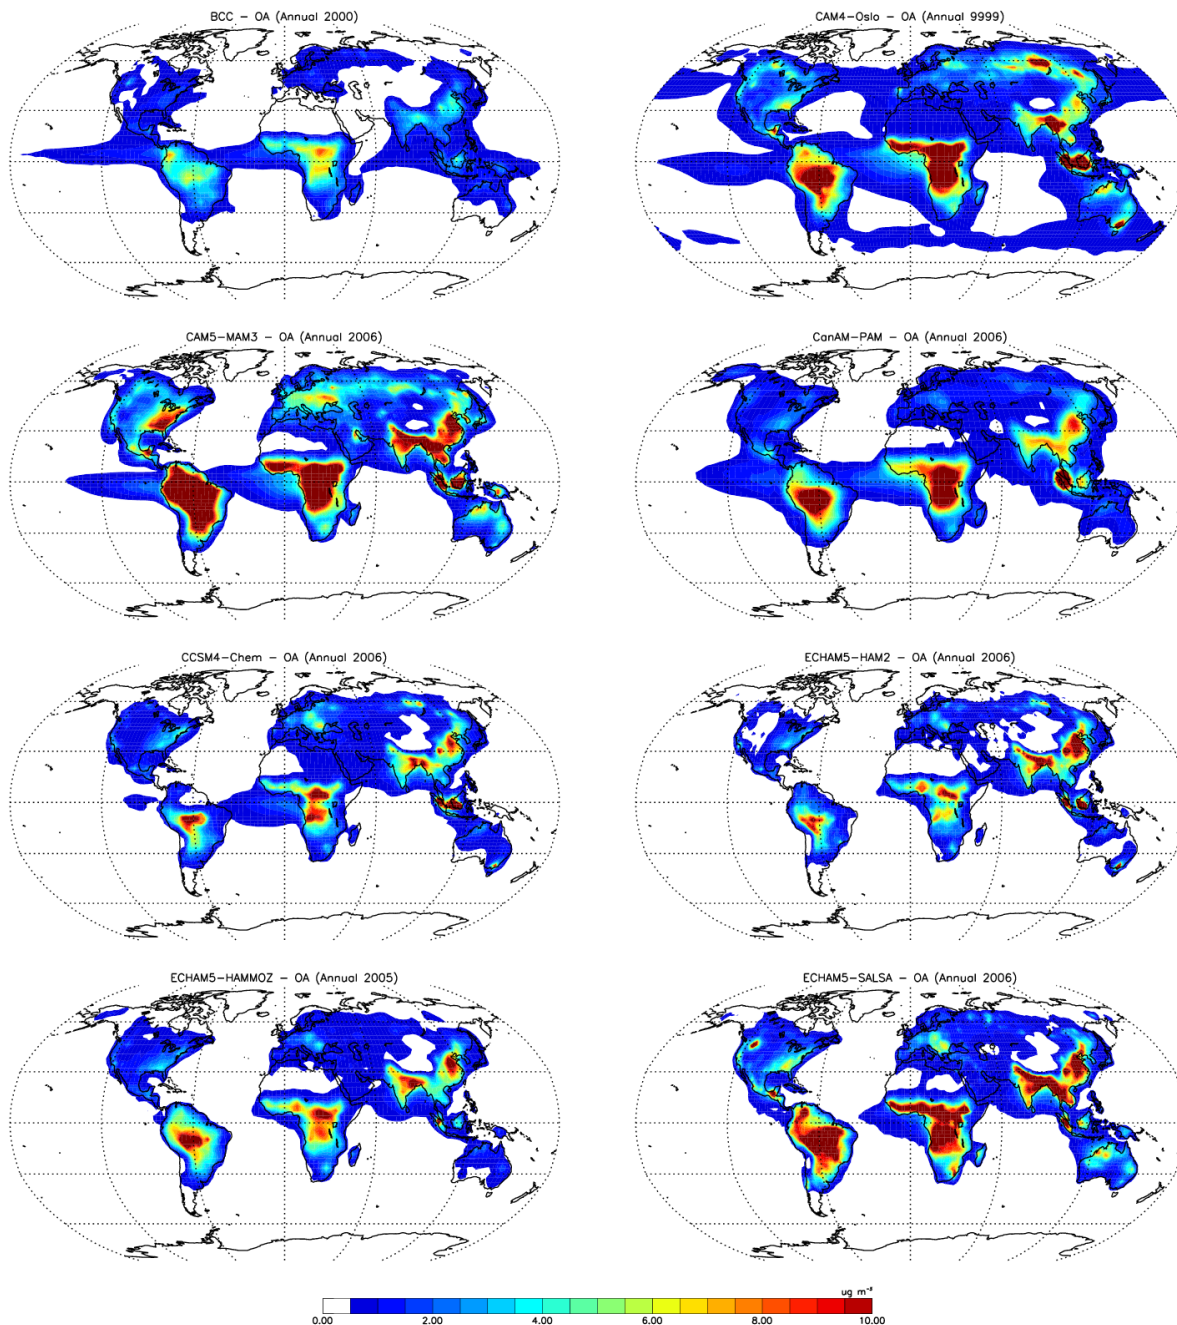 BCC - OA (Annual 2000)
CAM4-Oslo - OA (Annual 9999)
CAM5-MAM3 - OA (Annual 2006)
CanAM-PAM - OA (Annual 2006)
CCSM4-Chem - OA (Annual 2006)
ECHAM5-HAM2 - OA (Annual 2006)
ECHAM5-HAMMOZ - OA (Annual 2005)
ECHAM5-SALSA - OA (Annual 2006)
ug m⁻³
0.00 2.00 4.00 6.00 8.00 10.00